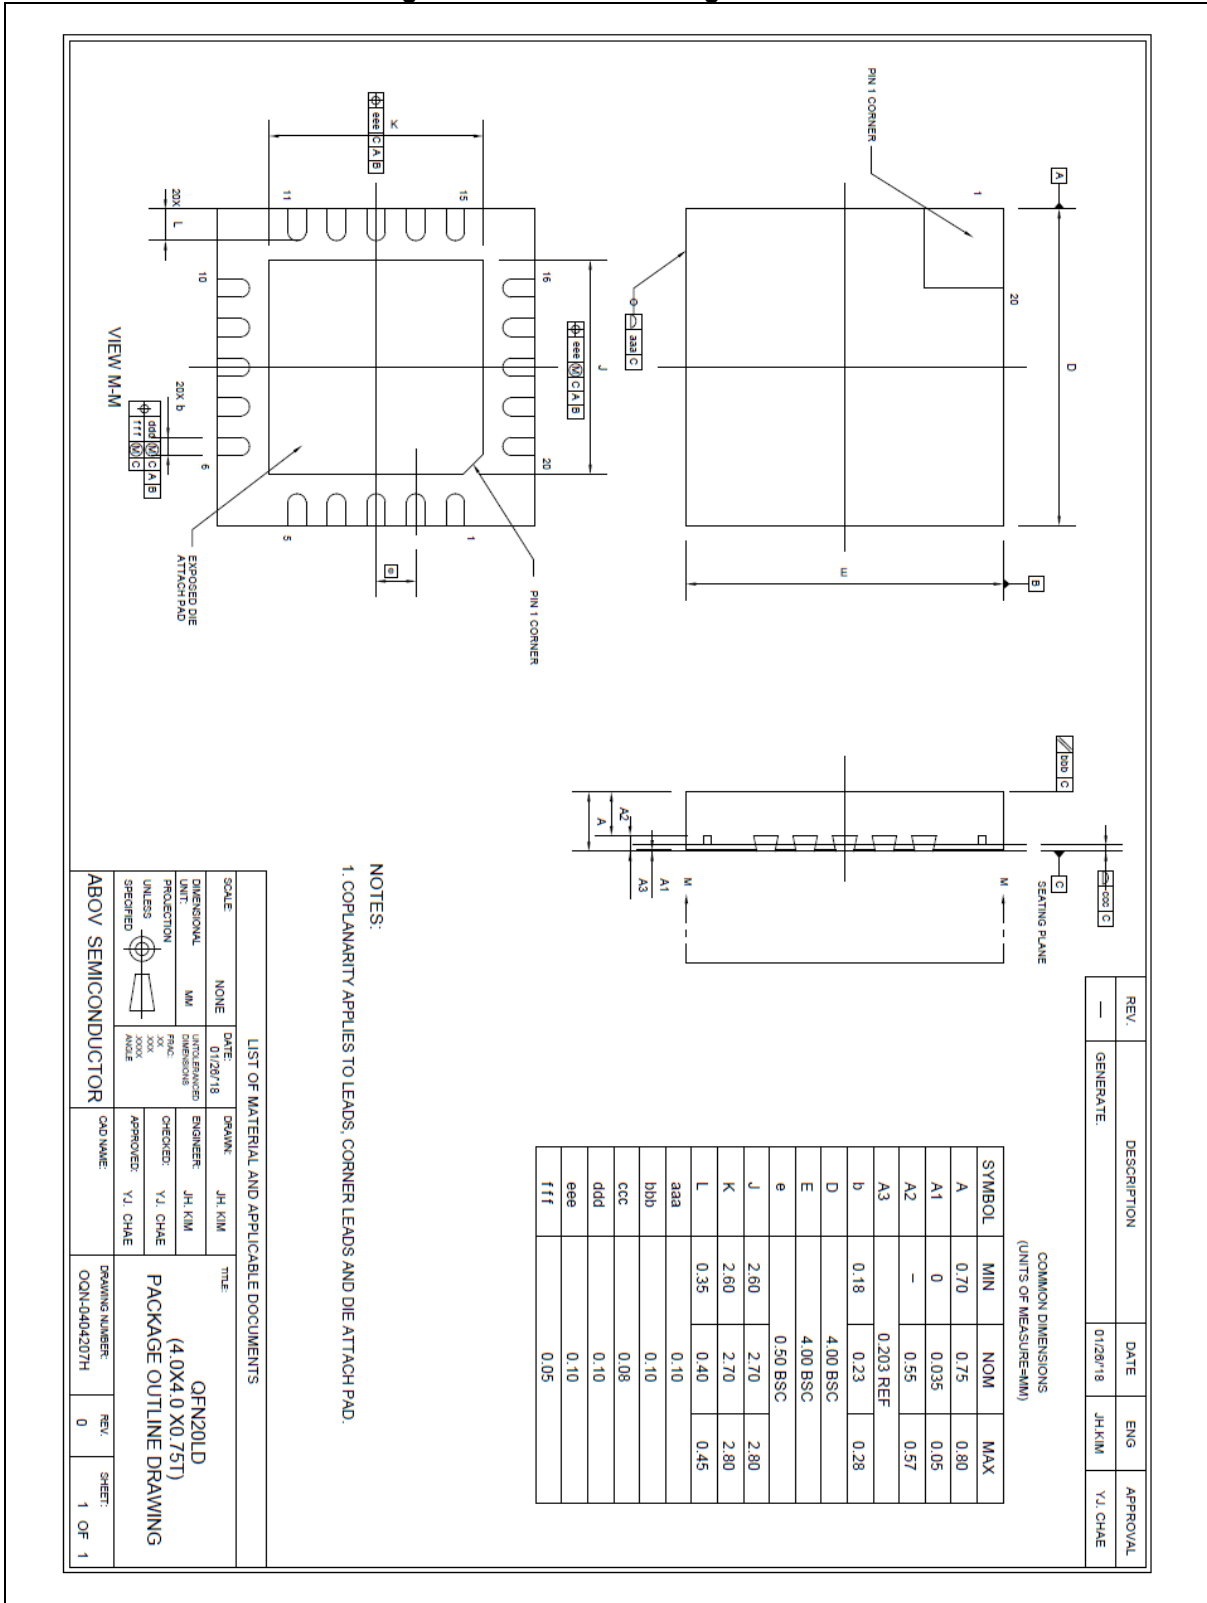 PIN 1 CORNER
1
20
A
D
B
E
aaa C
15
11
16
10
20
6
1
5
K
eee C A B
J
eee Ⓜ C A B
20X L
20X b
ddd Ⓜ C A B
fff Ⓜ C
e
VIEW M-M
EXPOSED DIE
ATTACH PAD
PIN 1 CORNER
bbb C
ccc C
C
SEATING PLANE
M
M
A2
A
A1
A3
REV. DESCRIPTION DATE ENG APPROVAL
— GENERATE. 01/26/'18 JH.KIM YJ. CHAE
COMMON DIMENSIONS
(UNITS OF MEASURE=MM)
SYMBOL MIN NOM MAX
A 0.70 0.75 0.80
A1 0 0.035 0.05
A2 – 0.55 0.57
A3 0.203 REF
b 0.18 0.23 0.28
D 4.00 BSC
E 4.00 BSC
e 0.50 BSC
J 2.60 2.70 2.80
K 2.60 2.70 2.80
L 0.35 0.40 0.45
aaa 0.10
bbb 0.10
ccc 0.08
ddd 0.10
eee 0.10
fff 0.05
NOTES:
1. COPLANARITY APPLIES TO LEADS, CORNER LEADS AND DIE ATTACH PAD.
LIST OF MATERIAL AND APPLICABLE DOCUMENTS
SCALE: NONE
DATE: 01/26/'18
DRAWN: JH. KIM
DIMENSIONAL
UNIT: MM
UNTOLERANCED
DIMENSIONS
FRAC:
.XX
.XXX
.XXXX
ANGLE
ENGINEER: JH. KIM
PROJECTION
UNLESS
SPECIFIED
CHECKED: YJ. CHAE
APPROVED: YJ. CHAE
TITLE:
QFN20LD
(4.0X4.0 X0.75T)
PACKAGE OUTLINE DRAWING
ABOV SEMICONDUCTOR
CAD NAME:
DRAWING NUMBER: OQN-0404207H
REV. 0
SHEET: 1 OF 1